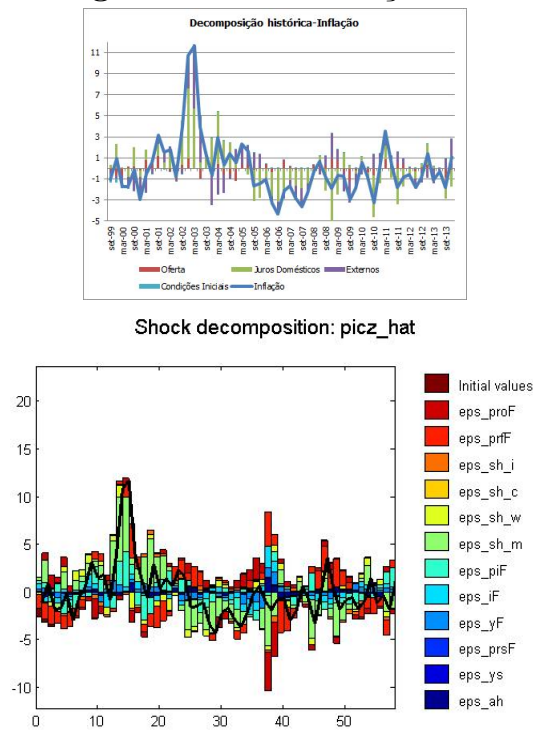 Decomposição histórica-Inflação
11
9
7
5
3
1
-1
-3
-5
set-99
mar-00
set-00
mar-01
set-01
mar-02
set-02
mar-03
set-03
mar-04
set-04
mar-05
set-05
mar-06
set-06
mar-07
set-07
mar-08
set-08
mar-09
set-09
mar-10
set-10
mar-11
set-11
mar-12
set-12
mar-13
set-13
Oferta
Juros Domésticos
Externos
Condições Iniciais
Inflação
Shock decomposition: picz_hat
20
15
10
5
0
-5
-10
0
10
20
30
40
50
Initial values
eps_proF
eps_prfF
eps_sh_i
eps_sh_c
eps_sh_w
eps_sh_m
eps_piF
eps_iF
eps_yF
eps_prsF
eps_ys
eps_ah